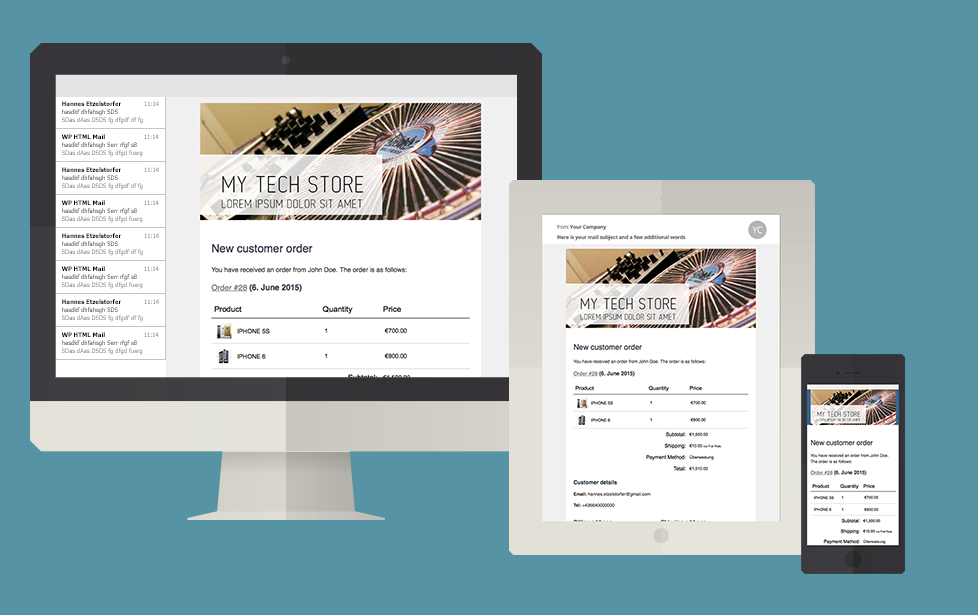 Hannes Etzelstorfer 11:14
hasdkf dhfahsgh SDS
SDas dAas DSDS fg dfgdf df fg
WP HTML Mail 11:14
hasdkf dhfahsgh Serr rfgf s8
SDas dAas DSDS fg dfgd fuerg
Hannes Etzelstorfer 11:14
hasdkf dhfahsgh SDS
SDas dAas DSDS fg dfgdf df fg
WP HTML Mail 11:14
hasdkf dhfahsgh Serr rfgf s8
SDas dAas DSDS fg dfgd fuerg
Hannes Etzelstorfer 11:14
hasdkf dhfahsgh SDS
SDas dAas DSDS fg dfgdf df fg
WP HTML Mail 11:14
hasdkf dhfahsgh Serr rfgf s8
SDas dAas DSDS fg dfgd fuerg
Hannes Etzelstorfer 11:14
hasdkf dhfahsgh SDS
SDas dAas DSDS fg dfgdf df fg
WP HTML Mail 11:14
hasdkf dhfahsgh Serr rfgf s8
SDas dAas DSDS fg dfgd fuerg
MY TECH STORE
LOREM IPSUM DOLOR SIT AMET
New customer order
You have received an order from John Doe. The order is as follows:
Order #28 (6. June 2015)
Product Quantity Price
IPHONE 5S 1 €700.00
IPHONE 6 1 €800.00
Subtotal: €1,500.00
from: Your Company
Here is your mail subject and a few additional words
YC
MY TECH STORE
LOREM IPSUM DOLOR SIT AMET
New customer order
You have received an order from John Doe. The order is as follows:
Order #28 (6. June 2015)
Product Quantity Price
IPHONE 5S 1 €700.00
IPHONE 6 1 €800.00
Subtotal: €1,500.00
Shipping: €10.00 via Flat Rate
Payment Method: Überweisung
Total: €1,510.00
Customer details
Email: hannes.etzelstorfer@gmail.com
Tel: +436640000000
MY TECH STORE
LOREM IPSUM DOLOR SIT AMET
New customer order
You have received an order from John Doe.
The order is as follows:
Order #28 (6. June 2015)
Product Quantity Price
IPHONE 5S 1 €700.00
IPHONE 6 1 €800.00
Subtotal: €1,500.00
Shipping: €10.00 via Flat Rate
Payment Method: Überweisung